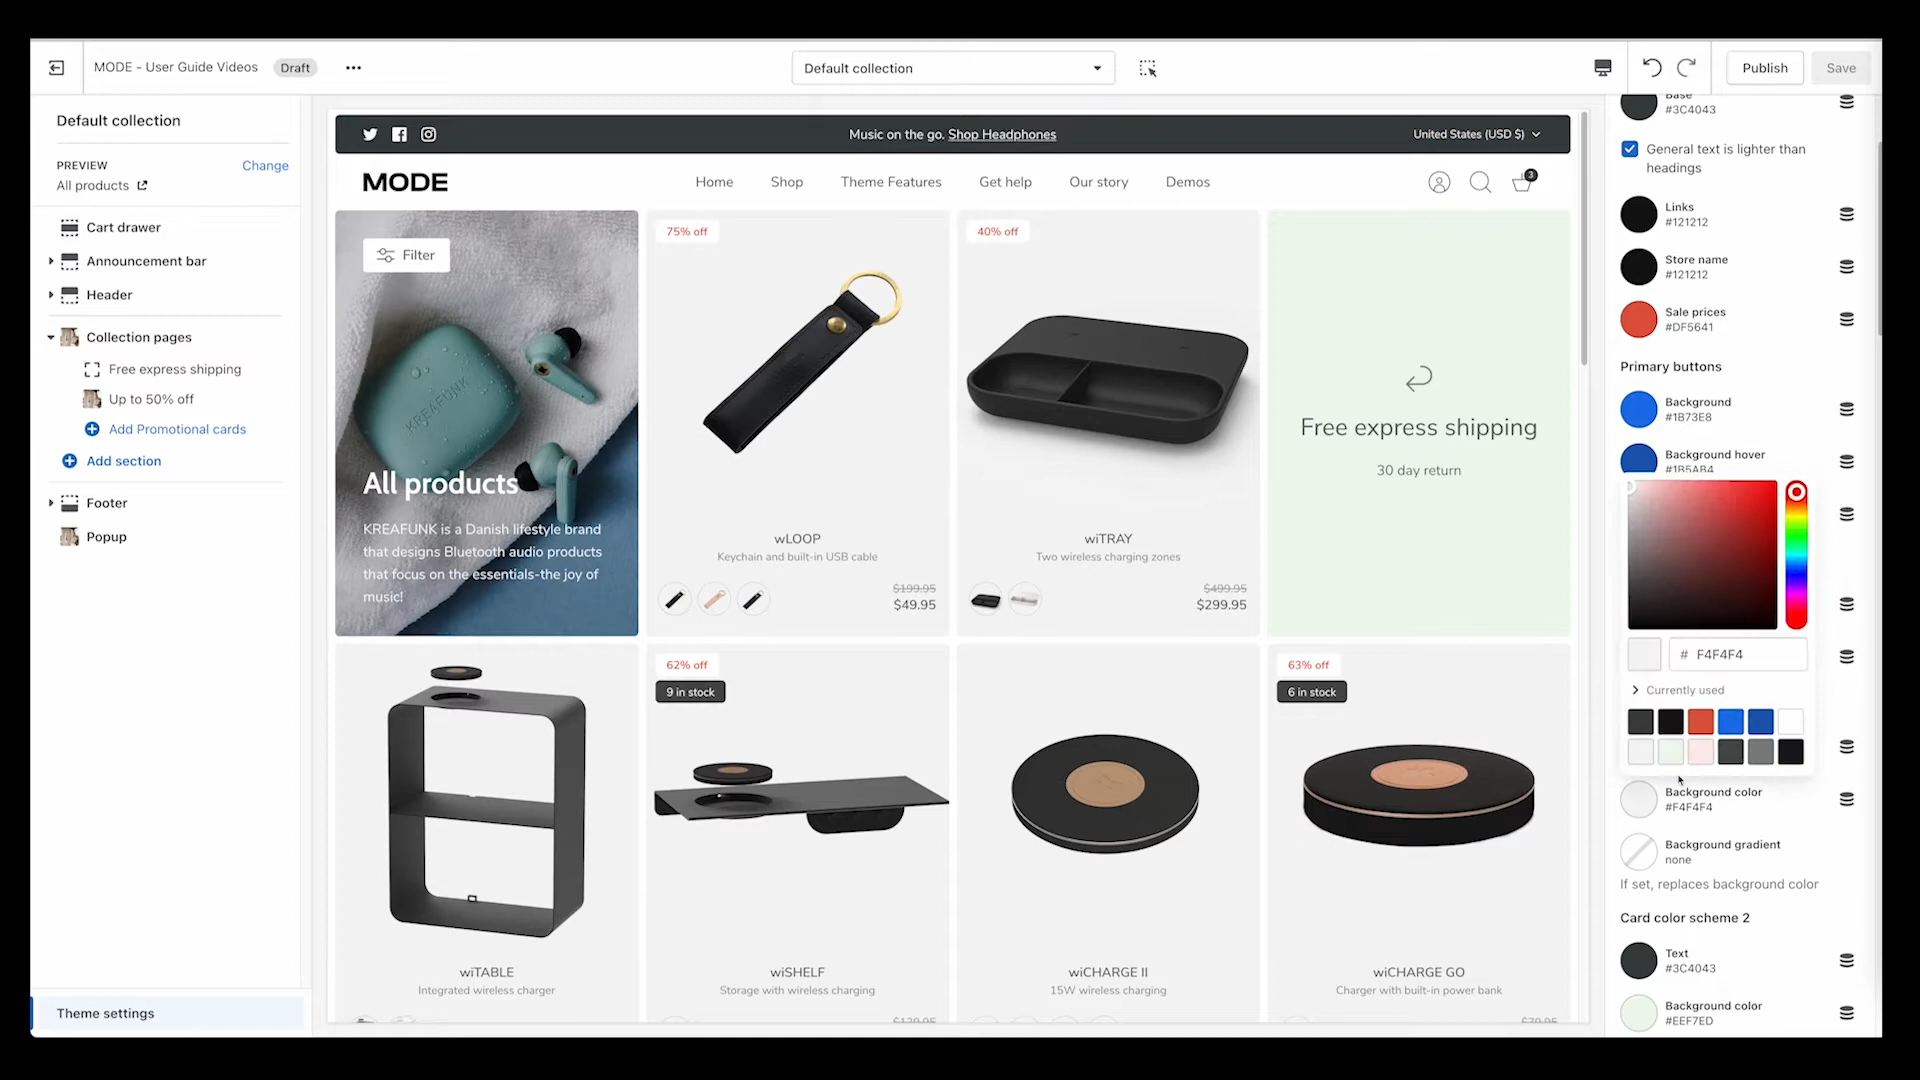 MODE - User Guide Videos
Draft
Default collection
Publish
Save
Default collection
PREVIEW
Change
All products
Cart drawer
Announcement bar
Header
Collection pages
Free express shipping
Up to 50% off
Add Promotional cards
Add section
Footer
Popup
Theme settings
Music on the go. Shop Headphones
United States (USD $)
MODE
Home
Shop
Theme Features
Get help
Our story
Demos
3
Filter
KREAFUNK
All products
KREAFUNK is a Danish lifestyle brand
that designs Bluetooth audio products
that focus on the essentials-the joy of
music!
75% off
wLOOP
Keychain and built-in USB cable
$199.95
$49.95
40% off
wiTRAY
Two wireless charging zones
$499.95
$299.95
Free express shipping
30 day return
wiTABLE
Integrated wireless charger
62% off
9 in stock
wiSHELF
Storage with wireless charging
$129.95
wiCHARGE II
15W wireless charging
63% off
6 in stock
wiCHARGE GO
Charger with built-in power bank
$79.95
Base
#3C4043
General text is lighter than
headings
Links
#121212
Store name
#121212
Sale prices
#DF5641
Primary buttons
Background
#1B73E8
Background hover
#1B5AB4
# F4F4F4
Currently used
Background color
#F4F4F4
Background gradient
none
If set, replaces background color
Card color scheme 2
Text
#3C4043
Background color
#EEF7ED